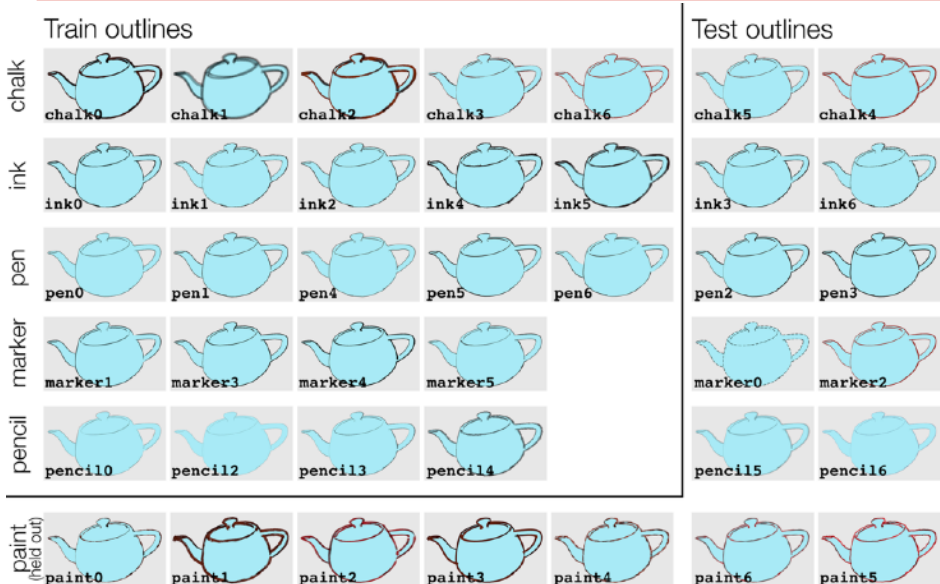 Train outlines
Test outlines
chalk
chalk0 chalk1 chalk2 chalk3 chalk6 chalk5 chalk4
ink
ink0 ink1 ink2 ink4 ink5 ink3 ink6
pen
pen0 pen1 pen4 pen5 pen6 pen2 pen3
marker
marker1 marker3 marker4 marker5 marker0 marker2
pencil
pencil0 pencil2 pencil3 pencil4 pencil5 pencil6
paint
(held out)
paint0 paint1 paint2 paint3 paint4 paint6 paint5